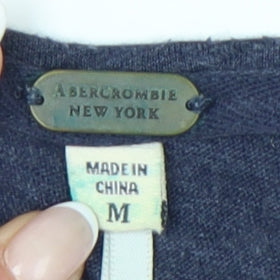 ABERCROMBIE
NEW YORK
MADE IN
CHINA
M